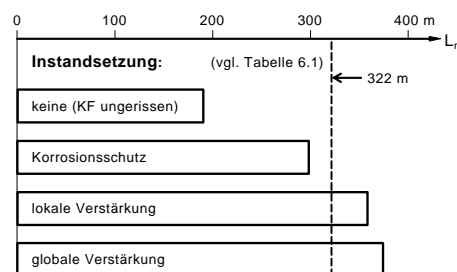 0 100 200 300 400 m
Instandsetzung: (vgl. Tabelle 6.1)
322 m
keine (KF ungerissen)
Korrosionsschutz
lokale Verstärkung
globale Verstärkung